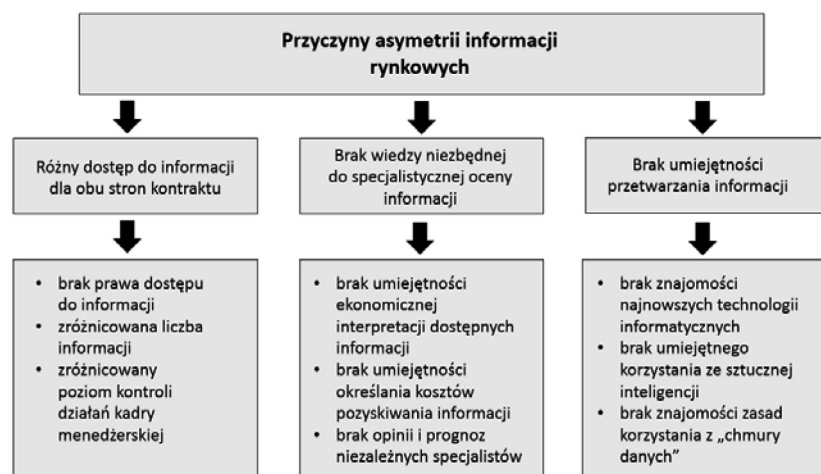 Przyczyny asymetrii informacji
rynkowych
Różny dostęp do informacji
dla obu stron kontraktu
Brak wiedzy niezbędnej
do specjalistycznej oceny
informacji
Brak umiejętności
przetwarzania informacji
• brak prawa dostępu
do informacji
• zróżnicowana liczba
informacji
• zróżnicowany
poziom kontroli
działań kadry
menedżerskiej
• brak umiejętności
ekonomicznej
interpretacji dostępnych
informacji
• brak umiejętności
określania kosztów
pozyskiwania informacji
• brak opinii i prognoz
niezależnych specjalistów
• brak znajomości
najnowszych technologii
informatycznych
• brak umiejętnego
korzystania ze sztucznej
inteligencji
• brak znajomości zasad
korzystania z „chmury
danych”